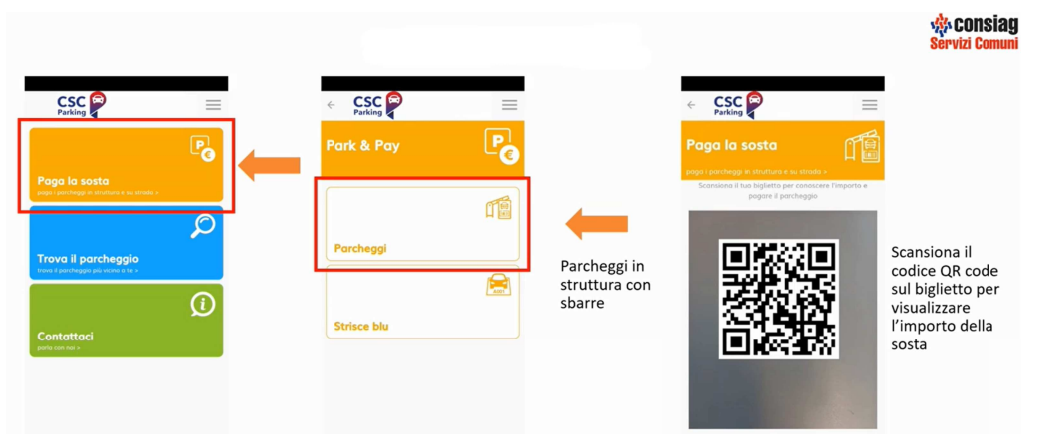 consiag
Servizi Comuni
CSC
Parking
Paga la sosta
paga i parcheggi in struttura e su strada >
Trova il parcheggio
trova il parcheggio più vicino a te >
Contattaci
parla con noi >
CSC
Parking
Park & Pay
Parcheggi
Strisce blu
Parcheggi in
struttura con
sbarre
CSC
Parking
Paga la sosta
paga i parcheggi in struttura e su strada >
Scansiona il tuo biglietto per conoscere l'importo e
pagare il parcheggio
Scansiona il
codice QR code
sul biglietto per
visualizzare
l'importo della
sosta